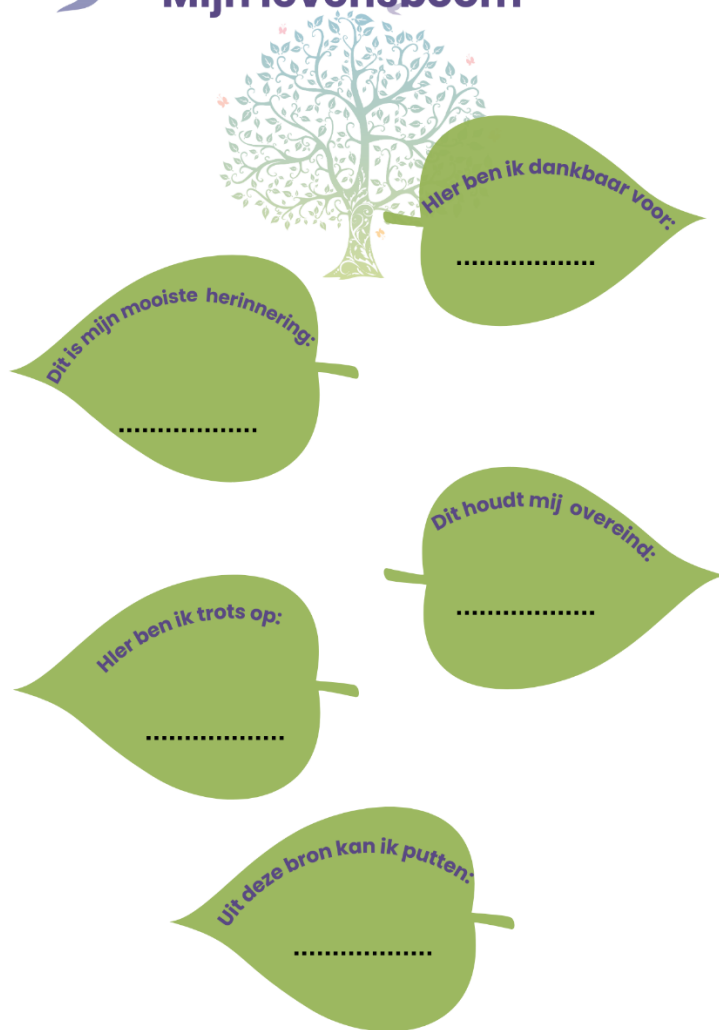 Mijn levensboom
HIer ben ik dankbaar voor:
..................
Dit is mijn mooiste herinnering:
..................
Dit houdt mij overeind:
..................
HIer ben ik trots op:
..................
Uit deze bron kan ik putten:
..................